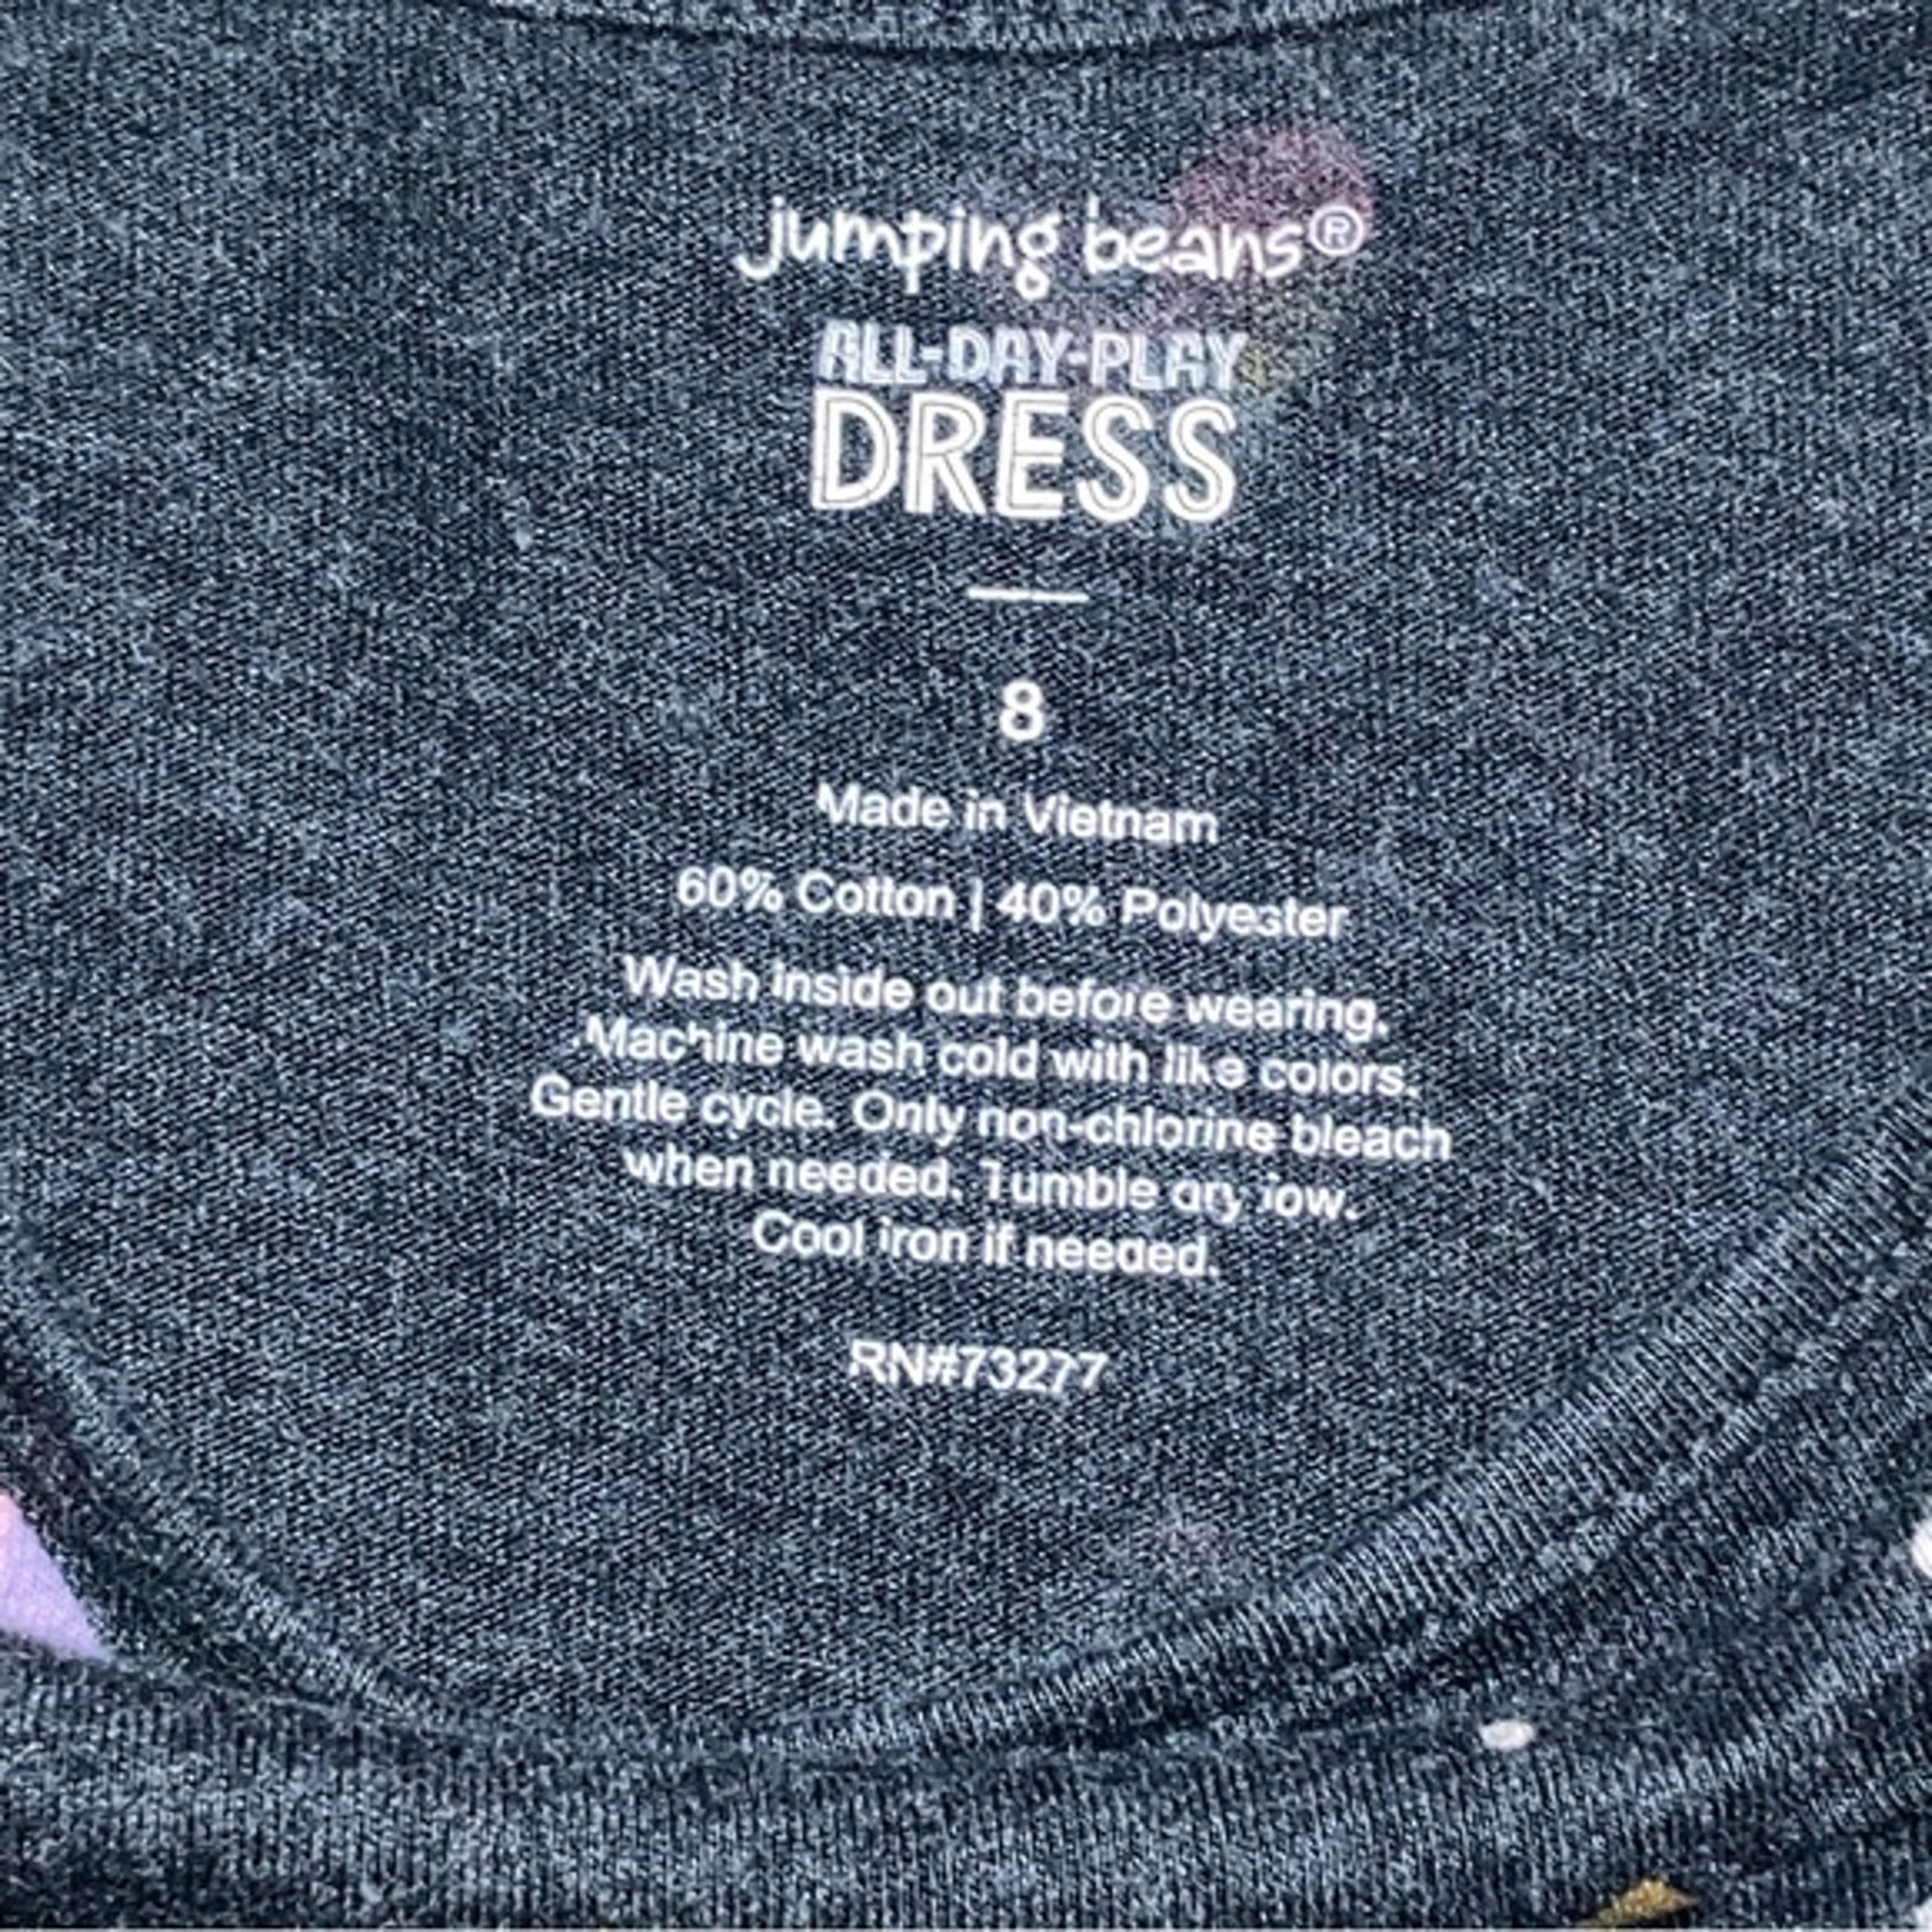 jumping beans®
ALL-DAY-PLAY
DRESS
8
Made in Vietnam
60% Cotton | 40% Polyester
Wash inside out before wearing.
Machine wash cold with like colors.
Gentle cycle. Only non-chlorine bleach
when needed. Tumble dry low.
Cool iron if needed.
RN#73277